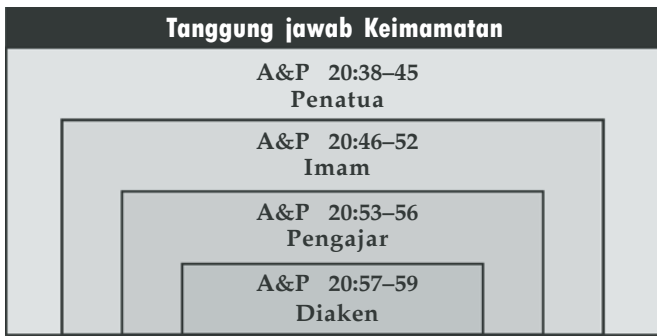 Tanggung jawab Keimamatan
A&P 20:38–45
Penatua
A&P 20:46–52
Imam
A&P 20:53–56
Pengajar
A&P 20:57–59
Diaken